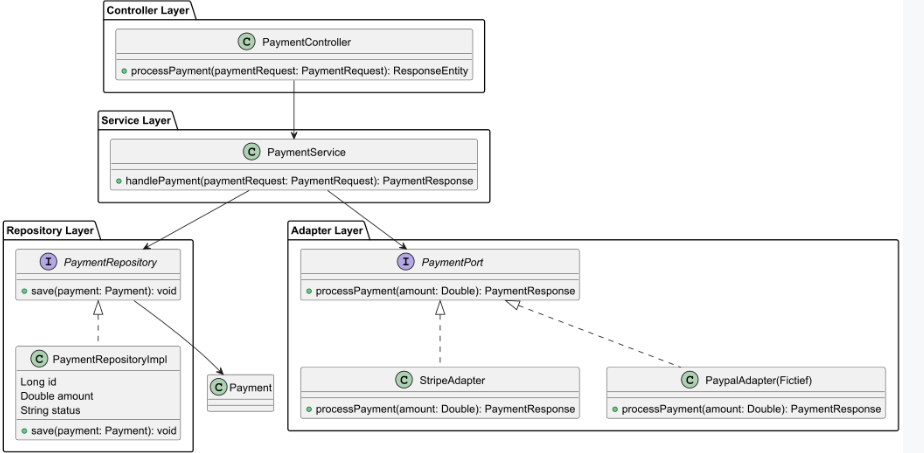 Controller Layer
C PaymentController
processPayment(paymentRequest: PaymentRequest): ResponseEntity
Service Layer
C PaymentService
handlePayment(paymentRequest: PaymentRequest): PaymentResponse
Repository Layer
I PaymentRepository
save(payment: Payment): void
C PaymentRepositoryImpl
Long id
Double amount
String status
save(payment: Payment): void
C Payment
Adapter Layer
I PaymentPort
processPayment(amount: Double): PaymentResponse
C StripeAdapter
processPayment(amount: Double): PaymentResponse
C PaypalAdapter(Fictief)
processPayment(amount: Double): PaymentResponse